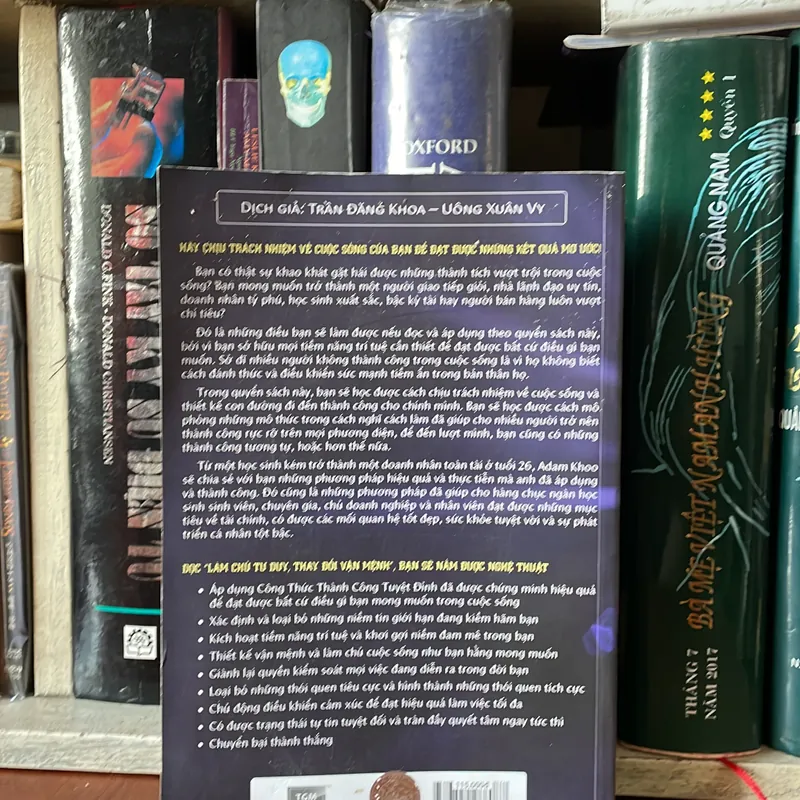 DỊCH GIẢ: TRẦN ĐĂNG KHOA – UÔNG XUÂN VY
HÃY CHỊU TRÁCH NHIỆM VỀ CUỘC SỐNG CỦA BẠN ĐỂ ĐẠT ĐƯỢC NHỮNG KẾT QUẢ MƠ ƯỚC!
Bạn có thật sự khao khát gặt hái được những thành tích vượt trội trong cuộc
sống? Bạn mong muốn trở thành một người giao tiếp giỏi, nhà lãnh đạo uy tín,
doanh nhân tỷ phú, học sinh xuất sắc, bậc kỳ tài hay người bán hàng luôn vượt
chỉ tiêu?
Đó là những điều bạn sẽ làm được nếu đọc và áp dụng theo quyển sách này,
bởi vì bạn sở hữu mọi tiềm năng trí tuệ cần thiết để đạt được bất cứ điều gì bạn
muốn. Sở dĩ nhiều người không thành công trong cuộc sống là vì họ không biết
cách đánh thức và điều khiển sức mạnh tiềm ẩn trong bản thân họ.
Trong quyển sách này, bạn sẽ học được cách chịu trách nhiệm về cuộc sống và
thiết kế con đường đi đến thành công cho chính mình. Bạn sẽ học được cách mô
phỏng những mô thức trong cách nghĩ cách làm đã giúp cho nhiều người trở nên
thành công rực rỡ trên mọi phương diện, để đến lượt mình, bạn cũng có những
thành công tương tự, hoặc hơn thế nữa.
Từ một học sinh kém trở thành một doanh nhân toàn tài ở tuổi 26, Adam Khoo
sẽ chia sẻ với bạn những phương pháp hiệu quả và thực tiễn mà anh đã áp dụng
và thành công. Đó cũng là những phương pháp đã giúp cho hàng chục ngàn học
sinh sinh viên, chuyên gia, chủ doanh nghiệp và nhân viên đạt được những mục
tiêu về tài chính, có được các mối quan hệ tốt đẹp, sức khỏe tuyệt vời và sự phát
triển cá nhân tột bậc.
ĐỌC "LÀM CHỦ TƯ DUY, THAY ĐỔI VẬN MỆNH", BẠN SẼ NẮM ĐƯỢC NGHỆ THUẬT
• Áp dụng Công Thức Thành Công Tuyệt Đỉnh đã được chứng minh hiệu quả
để đạt được bất cứ điều gì bạn mong muốn trong cuộc sống
• Xác định và loại bỏ những niềm tin giới hạn đang kiềm hãm bạn
• Kích hoạt tiềm năng trí tuệ và khơi gợi niềm đam mê trong bạn
• Thiết kế vận mệnh và làm chủ cuộc sống như bạn hằng mong muốn
• Giành lại quyền kiểm soát mọi việc đang diễn ra trong đời bạn
• Loại bỏ những thói quen tiêu cực và hình thành những thói quen tích cực
• Chủ động điều khiển cảm xúc để đạt hiệu quả làm việc tối đa
• Có được trạng thái tự tin tuyệt đối và tràn đầy quyết tâm ngay tức thì
• Chuyển bại thành thắng
TGM
OXFORD
DONALD G. FINK - DONALD CHRISTIANSEN
SỔ TAY KỸ SƯ ĐIỆN TỬ
BÀ MẸ VIỆT NAM ANH HÙNG
QUẢNG NAM
Quyển 1
THÁNG 7
NĂM 2017